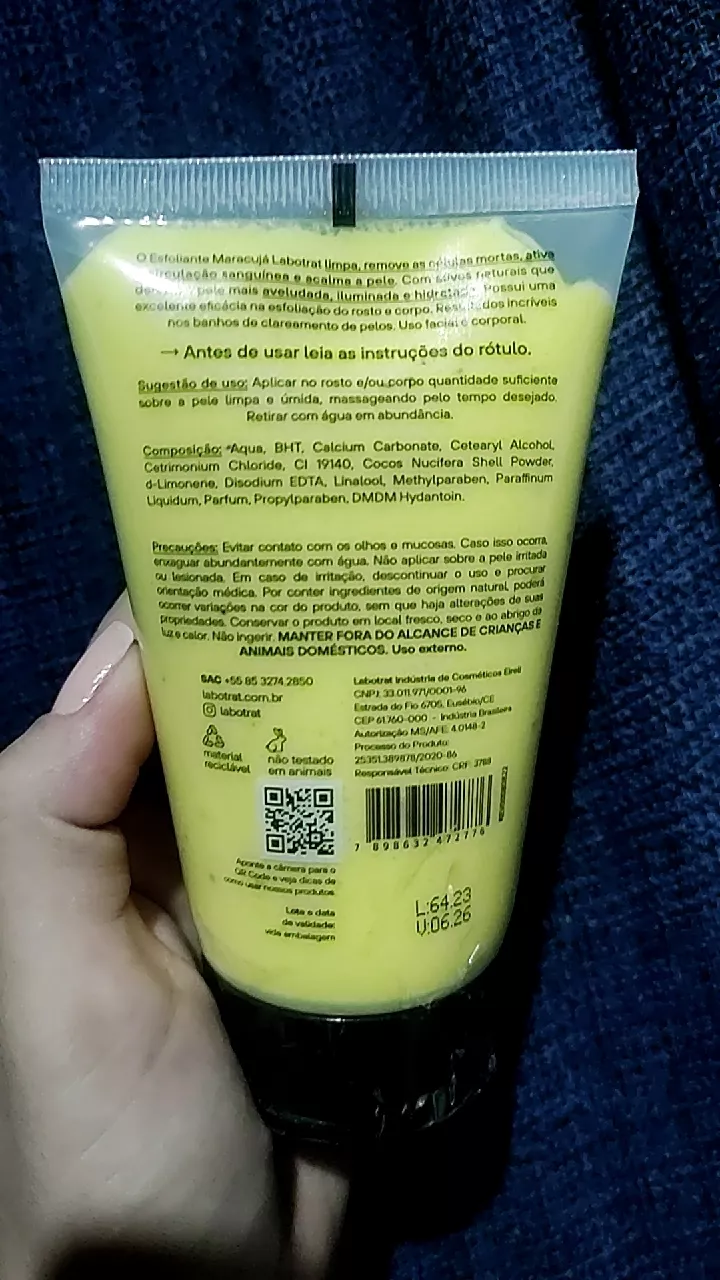 O Esfoliante Maracujá Labotrat limpa, remove as células mortas, ativa
circulação sanguínea e acalma a pele. Com ativos naturais que
pele mais aveludada, iluminada e hidratada. Possui uma
excelente eficácia na esfoliação do rosto e corpo. Resultados incríveis
nos banhos de clareamento de pelos. Uso facial e corporal.
→ Antes de usar leia as instruções do rótulo.
Sugestão de uso: Aplicar no rosto e/ou corpo quantidade suficiente
sobre a pele limpa e úmida, massageando pelo tempo desejado.
Retirar com água em abundância.
Composição: *Aqua, BHT, Calcium Carbonate, Cetearyl Alcohol,
Cetrimonium Chloride, CI 19140, Cocos Nucifera Shell Powder,
d-Limonene, Disodium EDTA, Linalool, Methylparaben, Paraffinum
Liquidum, Parfum, Propylparaben, DMDM Hydantoin.
Precauções: Evitar contato com os olhos e mucosas. Caso isso ocorra,
enxaguar abundantemente com água. Não aplicar sobre a pele irritada
ou lesionada. Em caso de irritação, descontinuar o uso e procurar
orientação médica. Por conter ingredientes de origem natural, poderá
ocorrer variações na cor do produto, sem que haja alterações de suas
propriedades. Conservar o produto em local fresco, seco e ao abrigo da
luz e calor. Não ingerir. MANTER FORA DO ALCANCE DE CRIANÇAS E
ANIMAIS DOMÉSTICOS. Uso externo.
SAC +55 85 3274.2850
labotrat.com.br
labotrat
material
reciclável
não testado
em animais
Labotrat Indústria de Cosméticos Eireli
CNPJ: 33.011.971/0001-96
Estrada do Fio 6705, Eusébio/CE
CEP 61.760-000 - Indústria Brasileira
Autorização MS/AFE: 4.0148-2
Processo do Produto:
25351.389878/2020-86
Responsável Técnico: CRF: 3788
7 898632 472776
Aponte a câmera para o
QR Code e veja dicas de
como usar nossos produtos
Lote e data
de validade:
vide embalagem
L:64.23
V:06.26